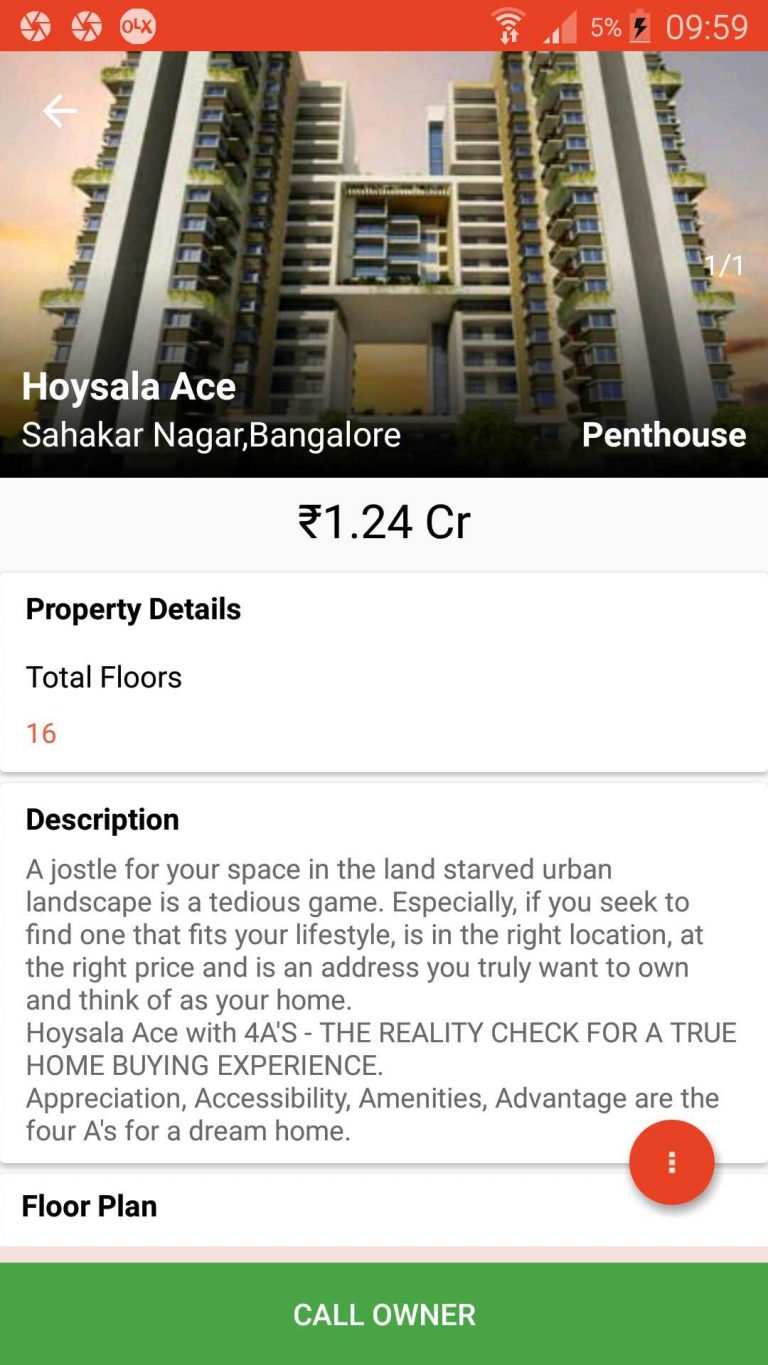 OLX 5% 09:59
1/1
Hoysala Ace
Sahakar Nagar,Bangalore Penthouse
₹1.24 Cr
Property Details
Total Floors
16
Description
A jostle for your space in the land starved urban
landscape is a tedious game. Especially, if you seek to
find one that fits your lifestyle, is in the right location, at
the right price and is an address you truly want to own
and think of as your home.
Hoysala Ace with 4A'S - THE REALITY CHECK FOR A TRUE
HOME BUYING EXPERIENCE.
Appreciation, Accessibility, Amenities, Advantage are the
four A's for a dream home.
Floor Plan
CALL OWNER